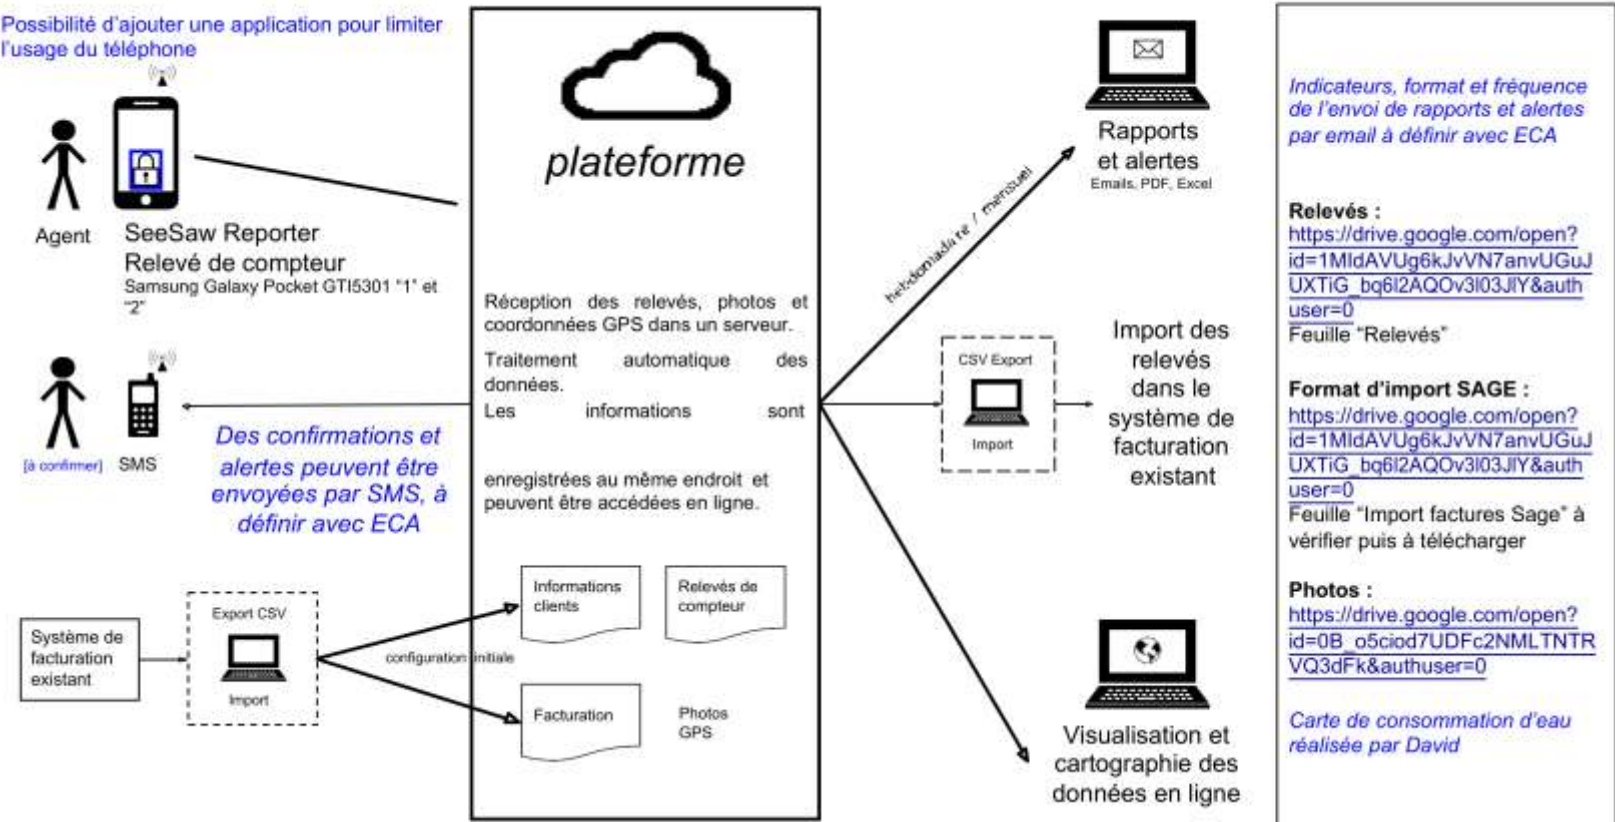 Possibilité d'ajouter une application pour limiter
l'usage du téléphone
Agent
SeeSaw Reporter
Relevé de compteur
Samsung Galaxy Pocket GTI5301 "1" et
"2"
[à confirmer]
SMS
Des confirmations et
alertes peuvent être
envoyées par SMS, à
définir avec ECA
Système de
facturation
existant
Export CSV
Import
configuration initiale
plateforme
Réception des relevés, photos et
coordonnées GPS dans un serveur.
Traitement automatique des
données.
Les informations sont
enregistrées au même endroit et
peuvent être accédées en ligne.
Informations
clients
Relevés de
compteur
Facturation
Photos
GPS
hebdomadaire / mensuel
Rapports
et alertes
Emails, PDF, Excel
CSV Export
Import
Import des
relevés
dans le
système de
facturation
existant
Visualisation et
cartographie des
données en ligne
Indicateurs, format et fréquence
de l'envoi de rapports et alertes
par email à définir avec ECA
Relevés :
https://drive.google.com/open?
id=1MIdAVUg6kJvVN7anvUGuJ
UXTiG_bq6l2AQOv3l03JlY&auth
user=0
Feuille "Relevés"
Format d'import SAGE :
https://drive.google.com/open?
id=1MIdAVUg6kJvVN7anvUGuJ
UXTiG_bq6l2AQOv3l03JlY&auth
user=0
Feuille "Import factures Sage" à
vérifier puis à télécharger
Photos :
https://drive.google.com/open?
id=0B_o5ciod7UDFc2NMLTNTR
VQ3dFk&authuser=0
Carte de consommation d'eau
réalisée par David